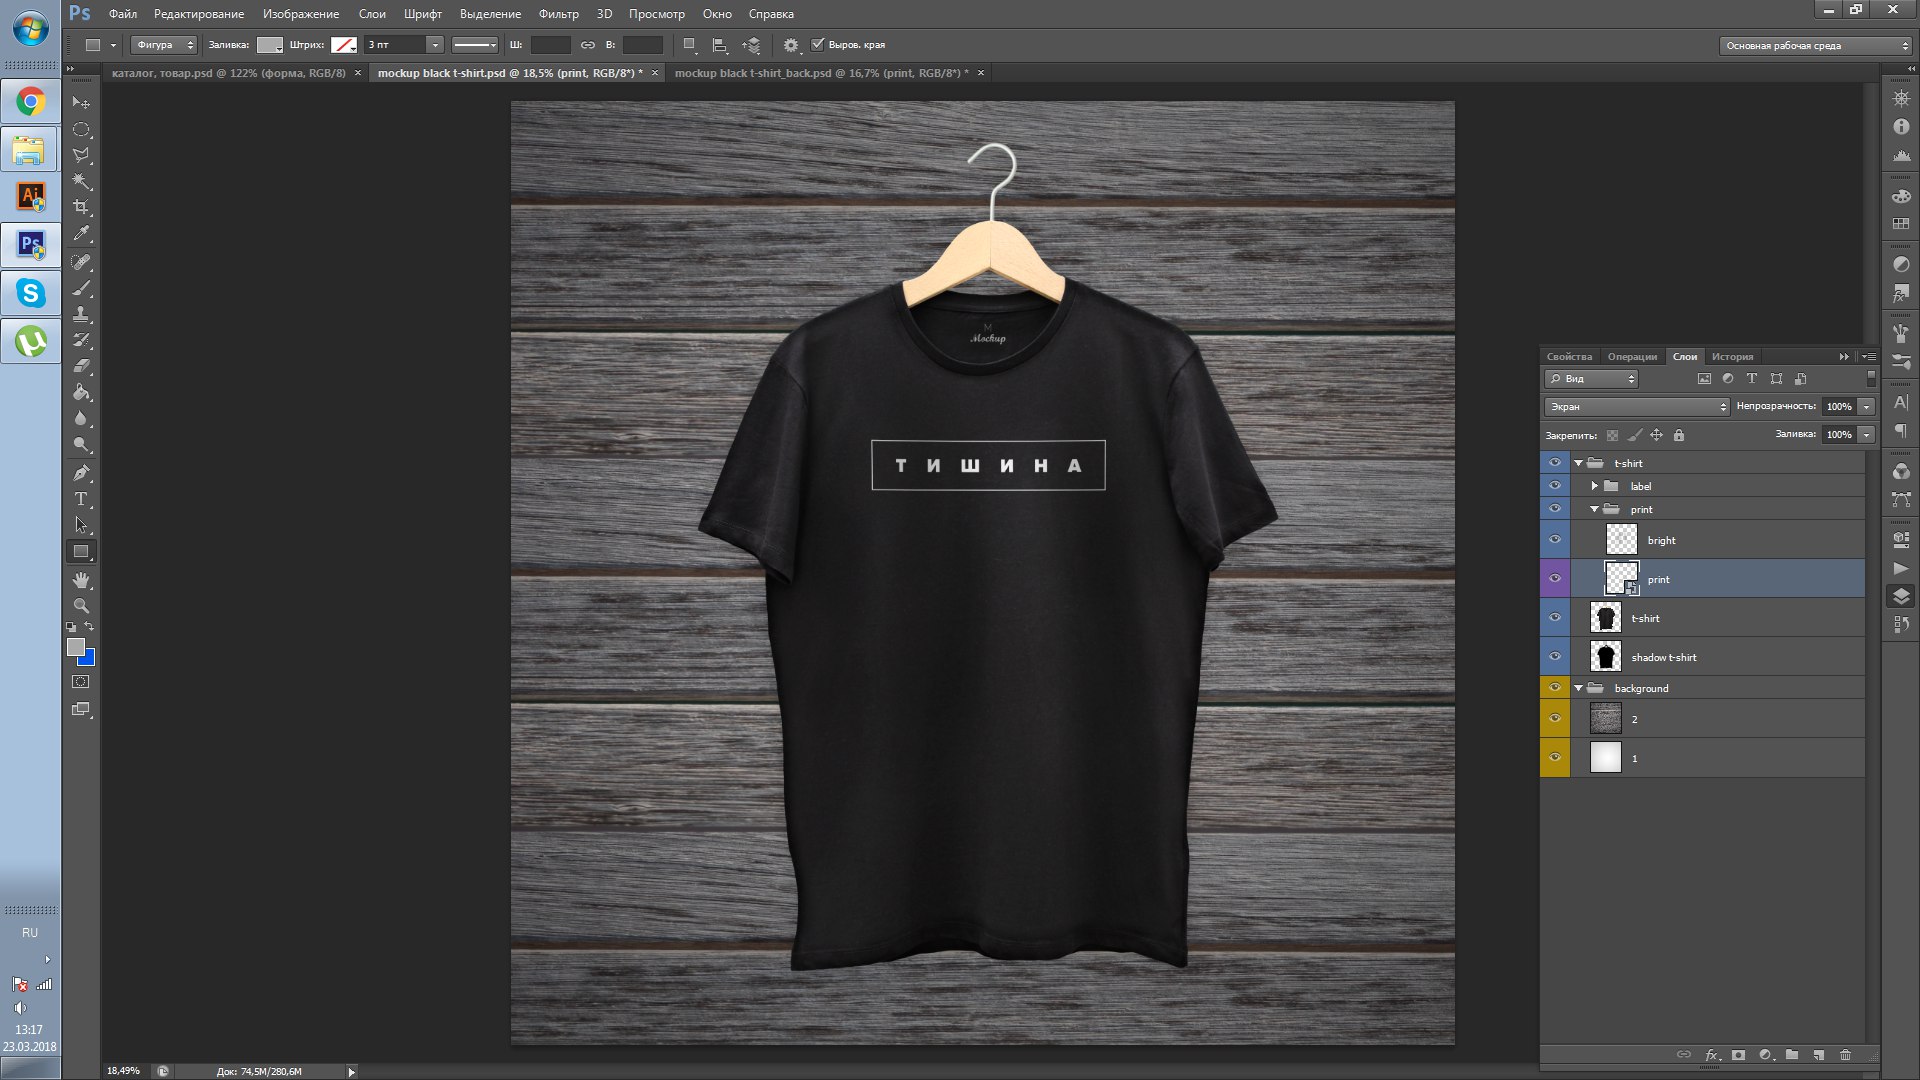 Ps Файл Редактирование Изображение Слои Шрифт Выделение Фильтр 3D Просмотр Окно Справка
Фигура Заливка: Штрих: 3 пт Ш: В: Выров. края Основная рабочая среда
каталог, товар.psd @ 122% (форма, RGB/8) × mockup black t-shirt.psd @ 18,5% (print, RGB/8*) * × mockup black t-shirt_back.psd @ 16,7% (print, RGB/8*) * ×
Ai
Ps
S
M
Mockup
ТИШИНА
Свойства Операции Слои История
Вид
Экран Непрозрачность: 100%
Закрепить: Заливка: 100%
t-shirt
label
print
bright
print
t-shirt
shadow t-shirt
background
2
1
RU
13:17
23.03.2018
18,49% Док: 74,5M/280,6M